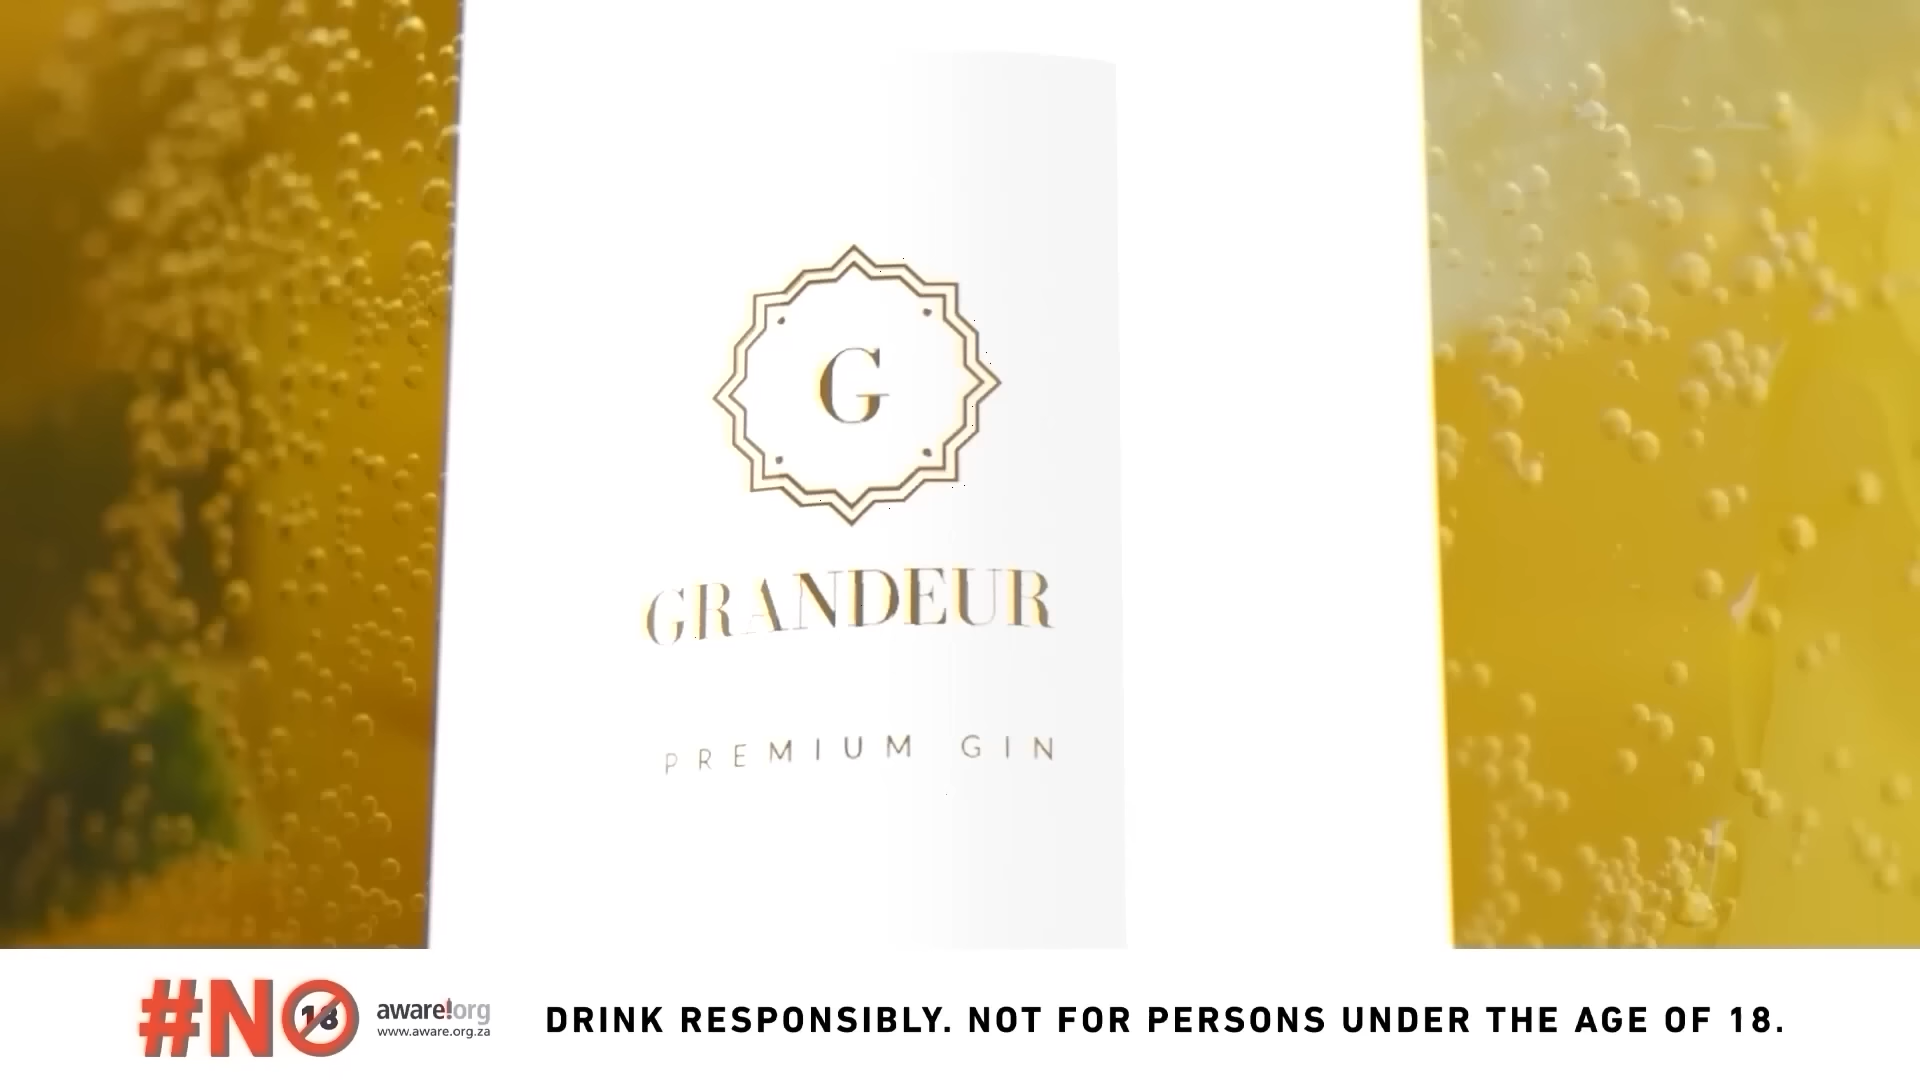 G
GRANDEUR
PREMIUM GIN
#NO 18
aware!org
www.aware.org.za
DRINK RESPONSIBLY. NOT FOR PERSONS UNDER THE AGE OF 18.